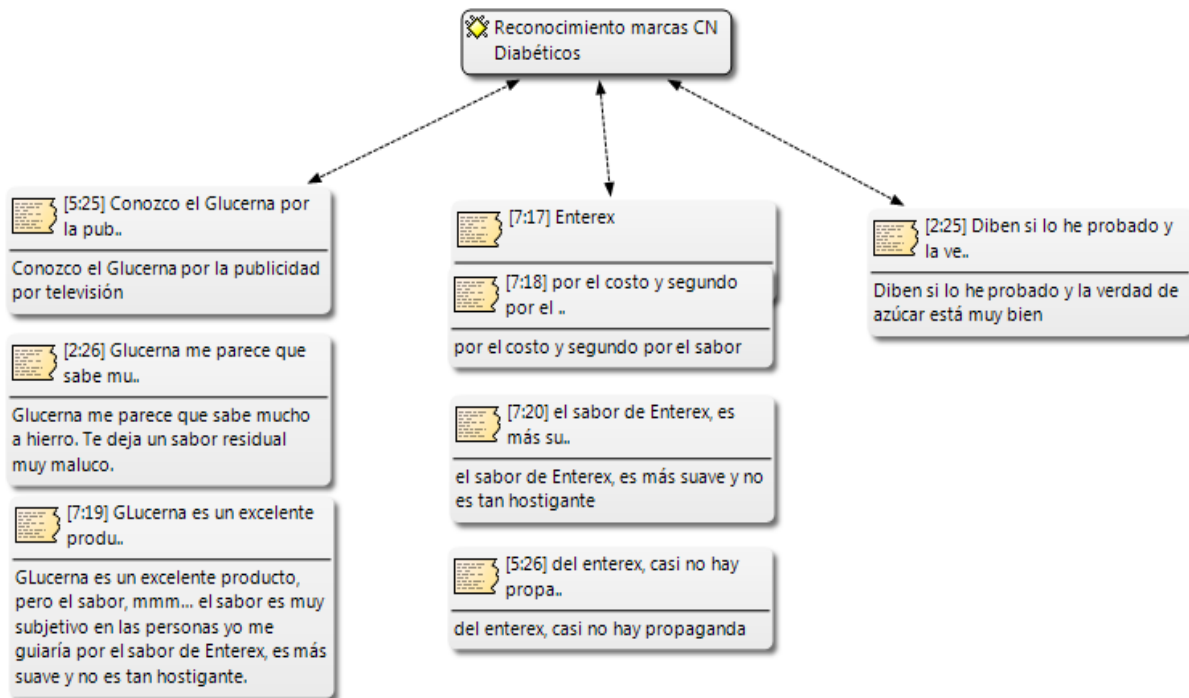 Reconocimiento marcas CN
Diabéticos
[5:25] Conozco el Glucerna por
la pub..
Conozco el Glucerna por la publicidad
por televisión
[2:26] Glucerna me parece que
sabe mu..
Glucerna me parece que sabe mucho
a hierro. Te deja un sabor residual
muy maluco.
[7:19] GLucerna es un excelente
produ..
GLucerna es un excelente producto,
pero el sabor, mmm... el sabor es muy
subjetivo en las personas yo me
guiaría por el sabor de Enterex, es más
suave y no es tan hostigante.
[7:17] Enterex
[7:18] por el costo y segundo
por el ..
por el costo y segundo por el sabor
[7:20] el sabor de Enterex, es
más su..
el sabor de Enterex, es más suave y no
es tan hostigante
[5:26] del enterex, casi no hay
propa..
del enterex, casi no hay propaganda
[2:25] Diben si lo he probado y
la ve..
Diben si lo he probado y la verdad de
azúcar está muy bien